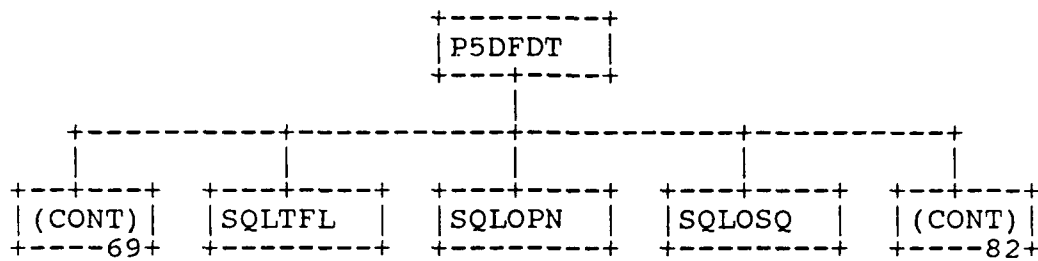 P5DFDT
(CONT) SQLTFL SQLOPN SQLOSQ (CONT)
69 82